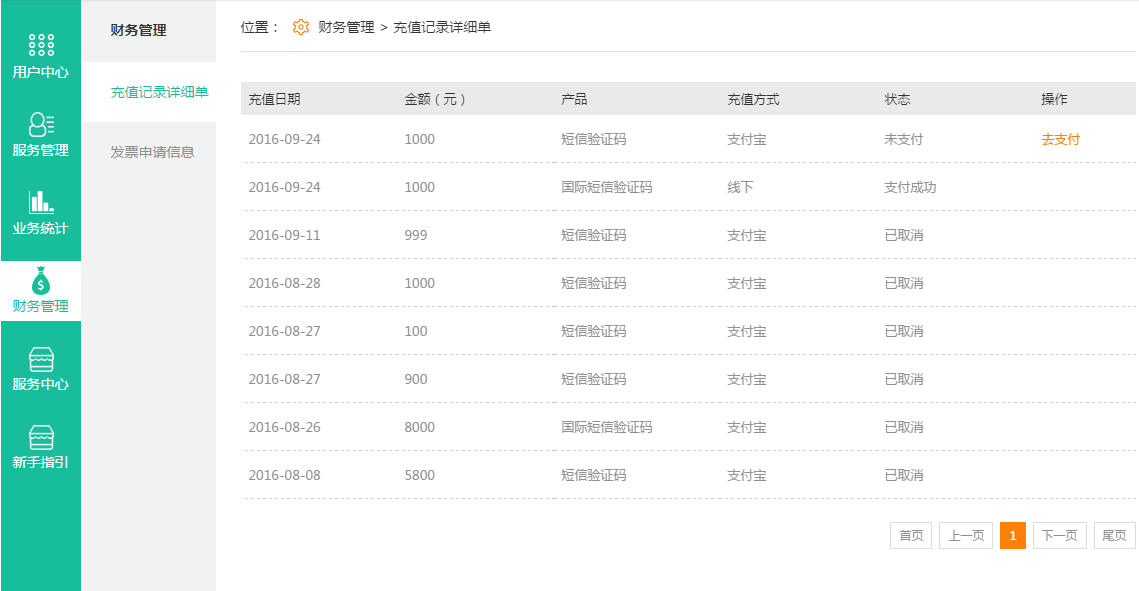 用户中心
服务管理
业务统计
财务管理
服务中心
新手指引
财务管理
充值记录详细单
发票申请信息
位置： 财务管理 > 充值记录详细单
充值日期 金额（元） 产品 充值方式 状态 操作
2016-09-24 1000 短信验证码 支付宝 未支付 去支付
2016-09-24 1000 国际短信验证码 线下 支付成功
2016-09-11 999 短信验证码 支付宝 已取消
2016-08-28 1000 短信验证码 支付宝 已取消
2016-08-27 100 短信验证码 支付宝 已取消
2016-08-27 900 短信验证码 支付宝 已取消
2016-08-26 8000 国际短信验证码 支付宝 已取消
2016-08-08 5800 短信验证码 支付宝 已取消
首页 上一页 1 下一页 尾页